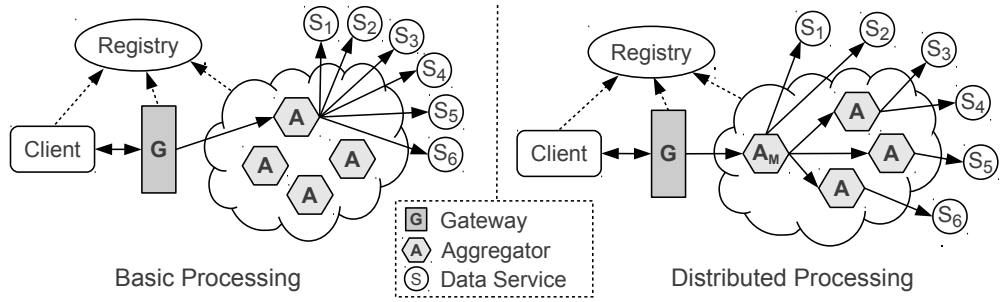 Registry
Client
G
A
A
A
A
S1
S2
S3
S4
S5
S6
Basic Processing
G Gateway
A Aggregator
S Data Service
Registry
Client
G
AM
A
A
A
S1
S2
S3
S4
S5
S6
Distributed Processing